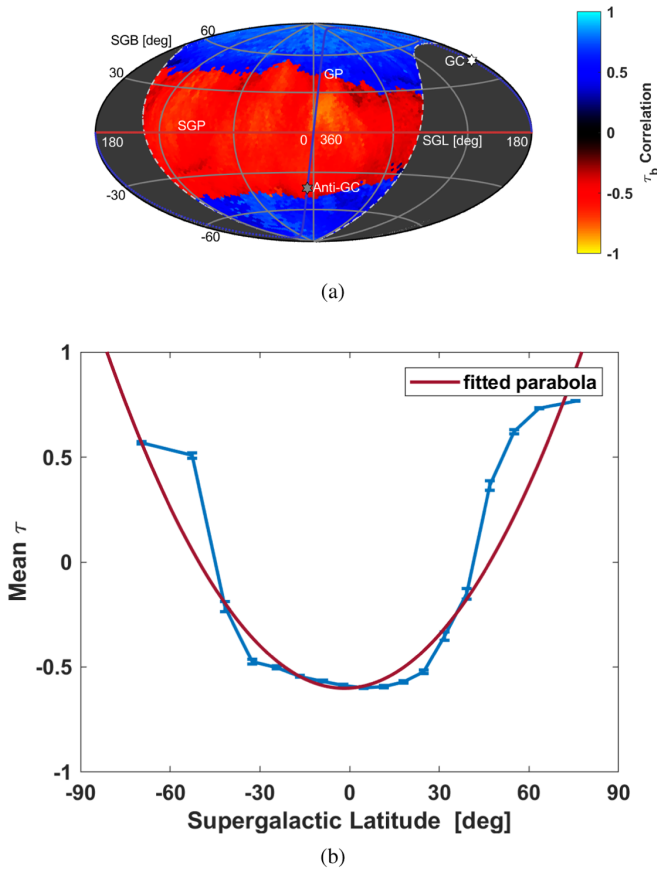 SGB [deg]
60
GC
30
GP
SGP
180
0
360
SGL [deg]
180
-30
Anti-GC
-60
1
0.5
0
-0.5
-1
τb Correlation
(a)
1
fitted parabola
0.5
0
-0.5
-1
Mean τ
-90
-60
-30
0
30
60
90
Supergalactic Latitude [deg]
(b)